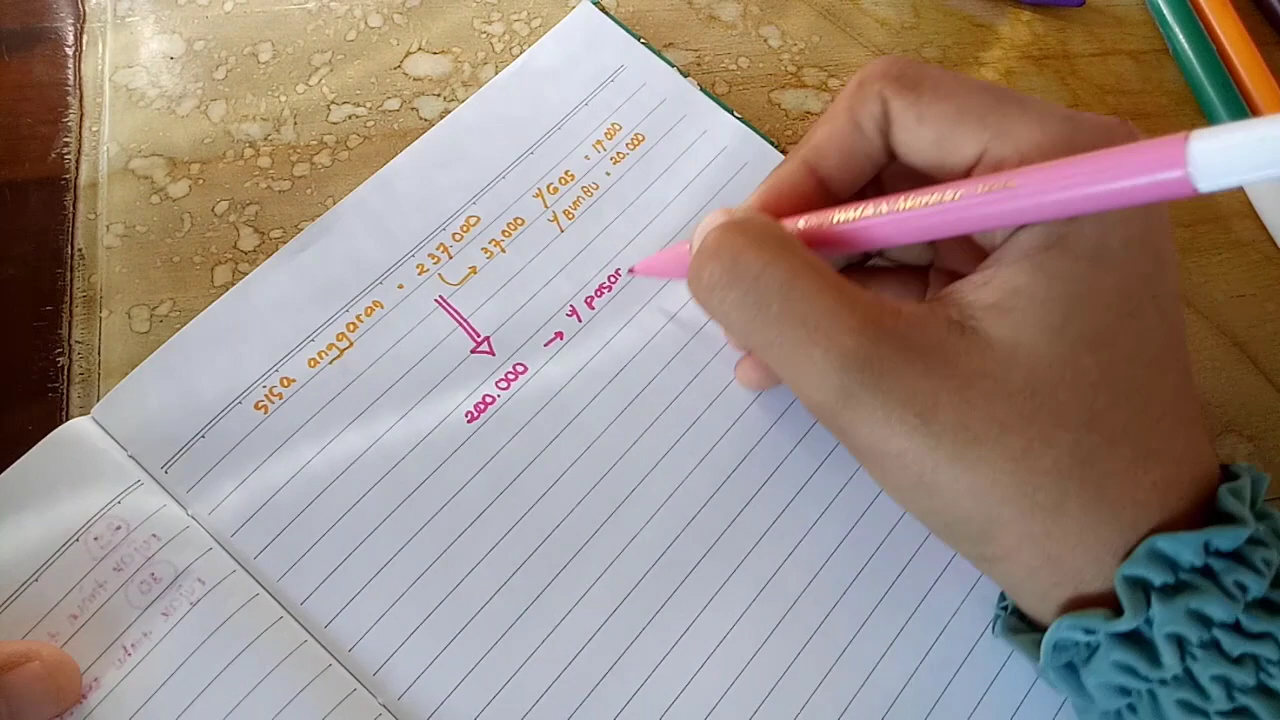 sisa anggaran = 237.000
↳ 37.000 y Gas = 17.000
y Bumbu = 20.000
200.000 → y pasar